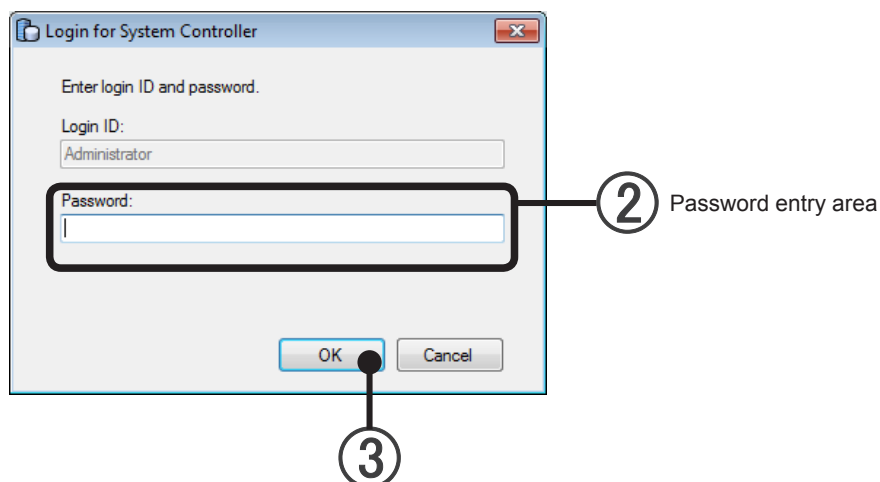 Login for System Controller
Enter login ID and password.
Login ID:
Administrator
Password:
② Password entry area
OK
Cancel
③